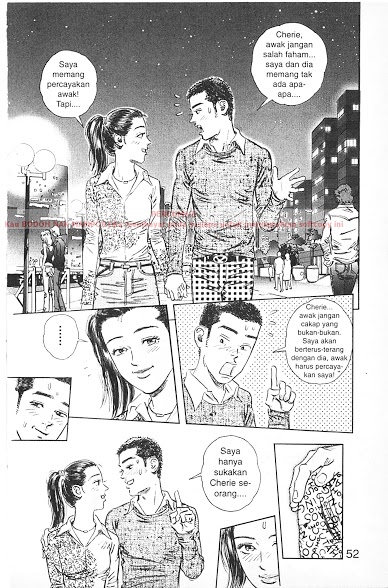 Cherie,
awak jangan
salah faham...
saya dan dia
memang tak
ada apa-
apa....
Saya
memang
percayakan
awak!
Tapi....
Cherie...
awak jangan
cakap yang
bukan-bukan.
Saya akan
berterus-terang
dengan dia, awak
harus percaya-
kan saya!
......
Saya
hanya
sukakan
Cherie se-
orang....
52